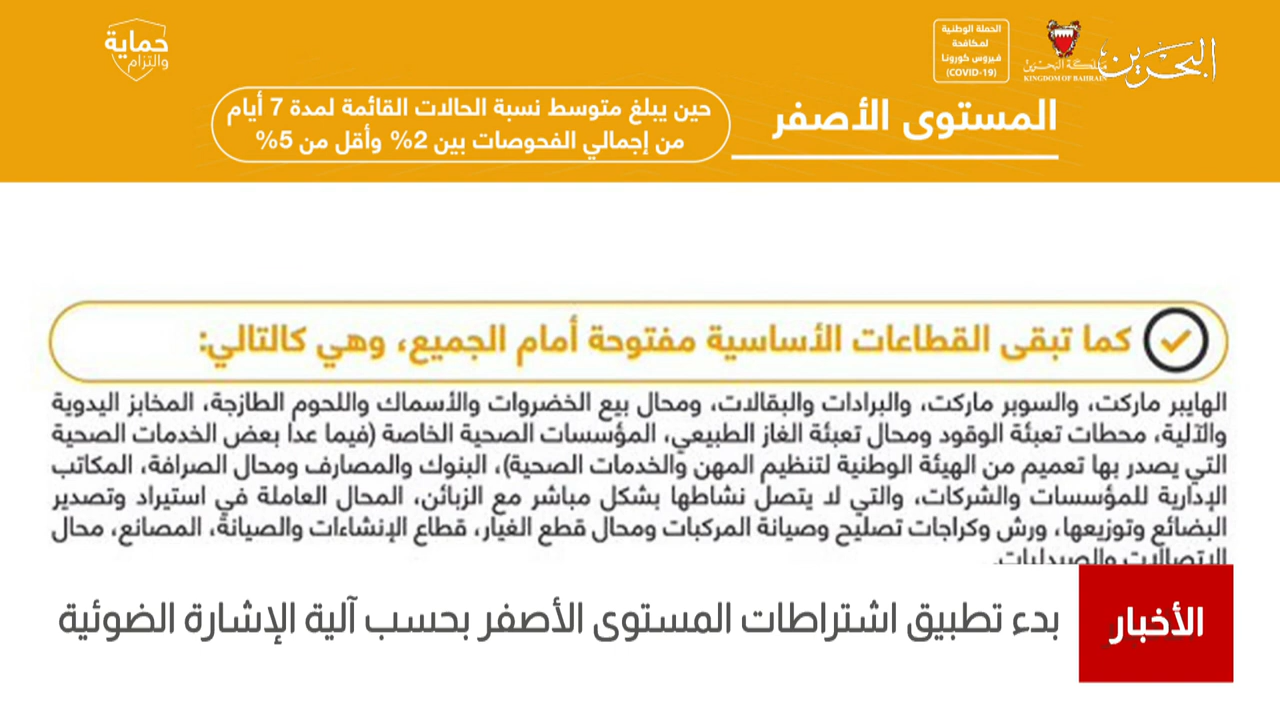 حماية
والتزام
الحملة الوطنية
لمكافحة
فيروس كورونا
(COVID-19)
مملكة البحرين
KINGDOM OF BAHRAIN
البحرين
المستوى الأصفر
حين يبلغ متوسط نسبة الحالات القائمة لمدة 7 أيام
من إجمالي الفحوصات بين 2% وأقل من 5%
كما تبقى القطاعات الأساسية مفتوحة أمام الجميع، وهي كالتالي:
الهايبر ماركت، والسوبر ماركت، والبرادات والبقالات، ومحال بيع الخضروات والأسماك واللحوم الطازجة، المخابز اليدوية
والآلية، محطات تعبئة الوقود ومحال تعبئة الغاز الطبيعي، المؤسسات الصحية الخاصة (فيما عدا بعض الخدمات الصحية
التي يصدر بها تعميم من الهيئة الوطنية لتنظيم المهن والخدمات الصحية)، البنوك والمصارف ومحال الصرافة، المكاتب
الإدارية للمؤسسات والشركات، والتي لا يتصل نشاطها بشكل مباشر مع الزبائن، المحال العاملة في استيراد وتصدير
البضائع وتوزيعها، ورش وكراجات تصليح وصيانة المركبات ومحال قطع الغيار، قطاع الإنشاءات والصيانة، المصانع، محال
الاتصالات والصيدليات.
الأخبار
بدء تطبيق اشتراطات المستوى الأصفر بحسب آلية الإشارة الضوئية